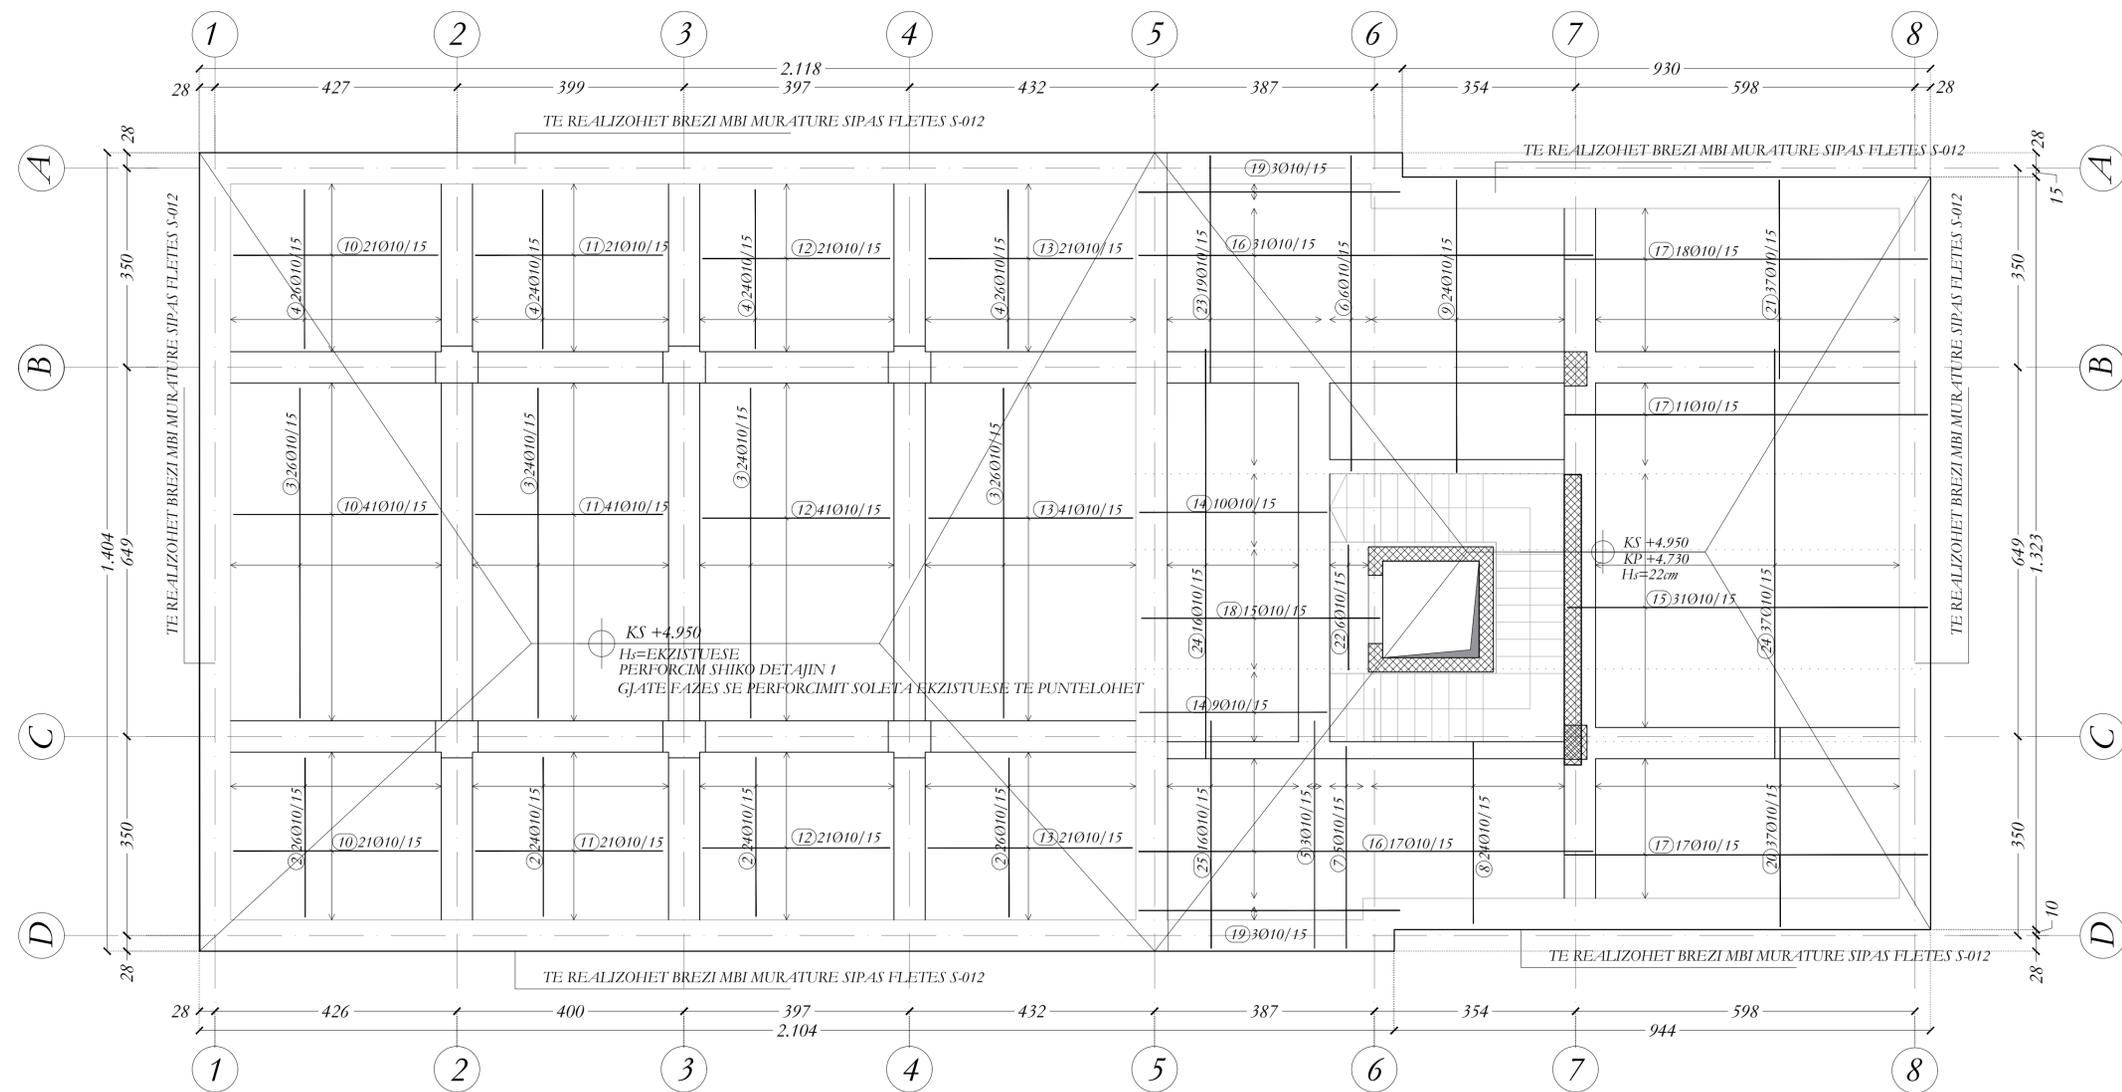 1 2 3 4 5 6 7 8
2.118 930
28 427 399 397 432 387 354 598 28
TE REALIZOHET BREZI MBI MURATURE SIPAS FLETES S-012
TE REALIZOHET BREZI MBI MURATURE SIPAS FLETES S-012
28 28
A A
15
19 3Ø10/15
10 21Ø10/15 11 21Ø10/15 12 21Ø10/15 13 21Ø10/15 16 31Ø10/15 17 18Ø10/15
4 26Ø10/15 4 24Ø10/15 4 24Ø10/15 4 26Ø10/15 23 19Ø10/15 6 6Ø10/15 9 24Ø10/15 21 37Ø10/15
350 350
TE REALIZOHET BREZI MBI MURATURE SIPAS FLETES S-012
TE REALIZOHET BREZI MBI MURATURE SIPAS FLETES S-012
B B
17 11Ø10/15
3 26Ø10/15 3 24Ø10/15 3 24Ø10/15 3 26Ø10/15
10 41Ø10/15 11 41Ø10/15 12 41Ø10/15 13 41Ø10/15 14 10Ø10/15
1.404 649 649 1.323
KS +4.950
KP +4.730
Hs=22cm
15 31Ø10/15
18 15Ø10/15
24 16Ø10/15 22 6Ø10/15 24 37Ø10/15
KS +4.950
Hs=EKZISTUESE
PERFORCIM SHIKO DETAJIN 1
GJATE FAZES SE PERFORCIMIT SOLETA EKZISTUESE TE PUNTELOHET
14 9Ø10/15
C C
2 26Ø10/15 2 24Ø10/15 2 24Ø10/15 2 26Ø10/15 25 16Ø10/15 5 3Ø10/15 7 5Ø10/15 8 24Ø10/15 20 37Ø10/15
10 21Ø10/15 11 21Ø10/15 12 21Ø10/15 13 21Ø10/15 16 17Ø10/15 17 17Ø10/15
350 350
10
19 3Ø10/15
D D
28 28
TE REALIZOHET BREZI MBI MURATURE SIPAS FLETES S-012
TE REALIZOHET BREZI MBI MURATURE SIPAS FLETES S-012
28 426 400 397 432 387 354 598
2.104 944
1 2 3 4 5 6 7 8